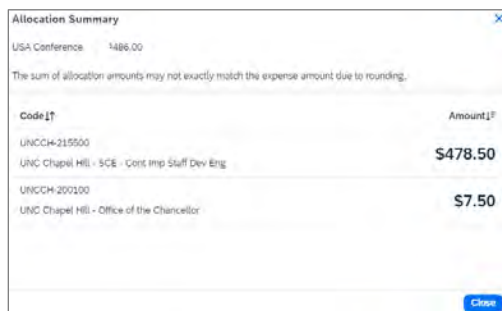 Allocation Summary
USA Conference $486.00
The sum of allocation amounts may not exactly match the expense amount due to rounding.
Code Amount
UNCCH-215500
UNC Chapel Hill - SCE - Cont Imp Staff Dev Eng
$478.50
UNCCH-200100
UNC Chapel Hill - Office of the Chancellor
$7.50
Close